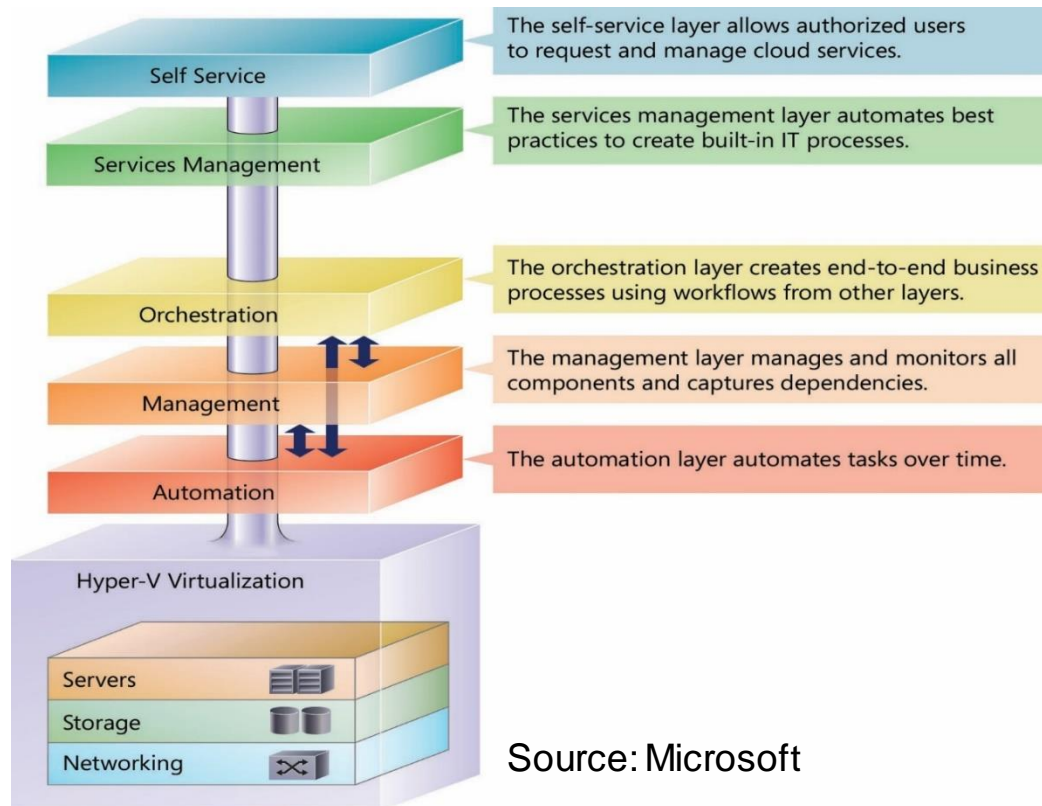 Self Service
The self-service layer allows authorized users
to request and manage cloud services.
Services Management
The services management layer automates best
practices to create built-in IT processes.
Orchestration
The orchestration layer creates end-to-end business
processes using workflows from other layers.
Management
The management layer manages and monitors all
components and captures dependencies.
Automation
The automation layer automates tasks over time.
Hyper-V Virtualization
Servers
Storage
Networking
Source: Microsoft